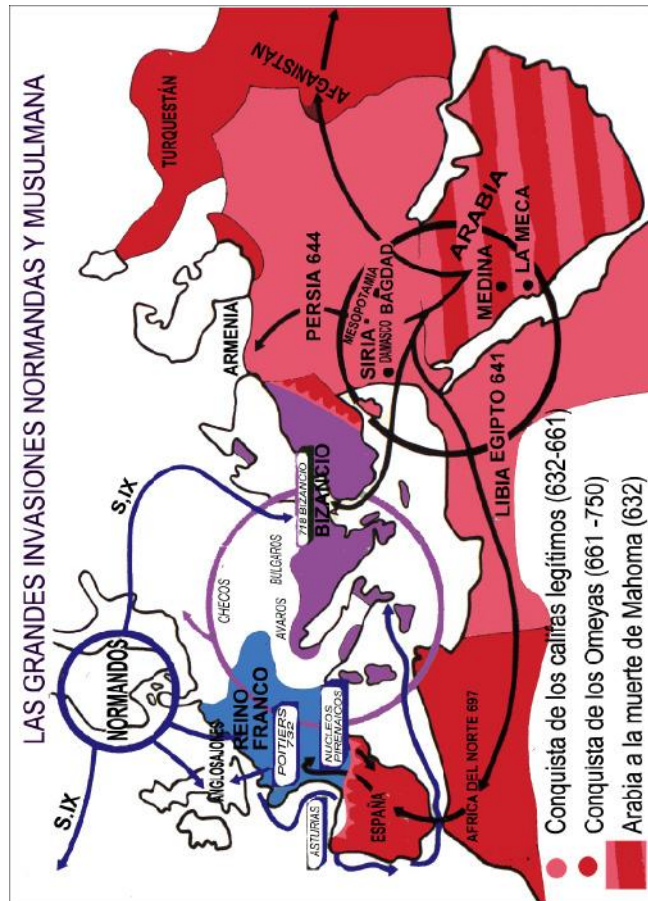 LAS GRANDES INVASIONES NORMANDAS Y MUSULMANA
S.IX
S.IX
NORMANDOS
ANGLOSAJONES
CHECOS
REINO
FRANCO
AVAROS
BULGAROS
POITIERS
732
NUCLEOS
PIRENAICOS
ASTURIAS
ESPAÑA
718 BIZANCIO
BIZANCIO
ARMENIA
TURQUESTÁN
AFGANISTÁN
PERSIA 644
MESOPOTAMIA
SIRIA
DAMASCO
BAGDAD
ARABIA
MEDINA
LA MECA
LIBIA EGIPTO 641
AFRICA DEL NORTE 697
Conquista de los califas legítimos (632-661)
Conquista de los Omeyas (661 -750)
Arabia a la muerte de Mahoma (632)